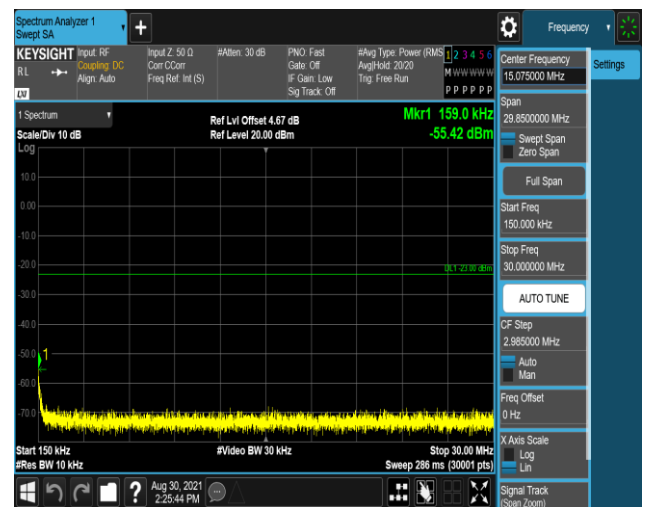 Spectrum Analyzer 1
Swept SA
+
Frequency
KEYSIGHT
RL
LXI
Input: RF
Coupling: DC
Align: Auto
Input Z: 50 Ω
Corr CCorr
Freq Ref: Int (S)
#Atten: 30 dB
PNO: Fast
Gate: Off
IF Gain: Low
Sig Track: Off
#Avg Type: Power (RMS
Avg|Hold: 20/20
Trig: Free Run
1 2 3 4 5 6
M W W W W W
P P P P P P
1 Spectrum
Scale/Div 10 dB
Log
Ref Lvl Offset 4.67 dB
Ref Level 20.00 dBm
Mkr1 159.0 kHz
-55.42 dBm
10.0
0.00
-10.0
-20.0
DL1 -23.00 dBm
-30.0
-40.0
-50.0
1
-60.0
-70.0
Start 150 kHz
#Res BW 10 kHz
#Video BW 30 kHz
Stop 30.00 MHz
Sweep 286 ms (30001 pts)
?
Aug 30, 2021
2:25:44 PM
Center Frequency
15.075000 MHz
Settings
Span
29.8500000 MHz
Swept Span
Zero Span
Full Span
Start Freq
150.000 kHz
Stop Freq
30.000000 MHz
AUTO TUNE
CF Step
2.985000 MHz
Auto
Man
Freq Offset
0 Hz
X Axis Scale
Log
Lin
Signal Track
(Span Zoom)